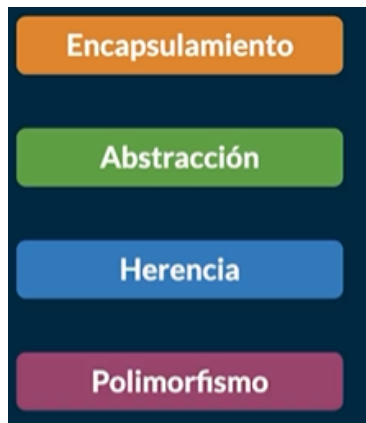 Encapsulamiento
Abstracción
Herencia
Polimorfismo